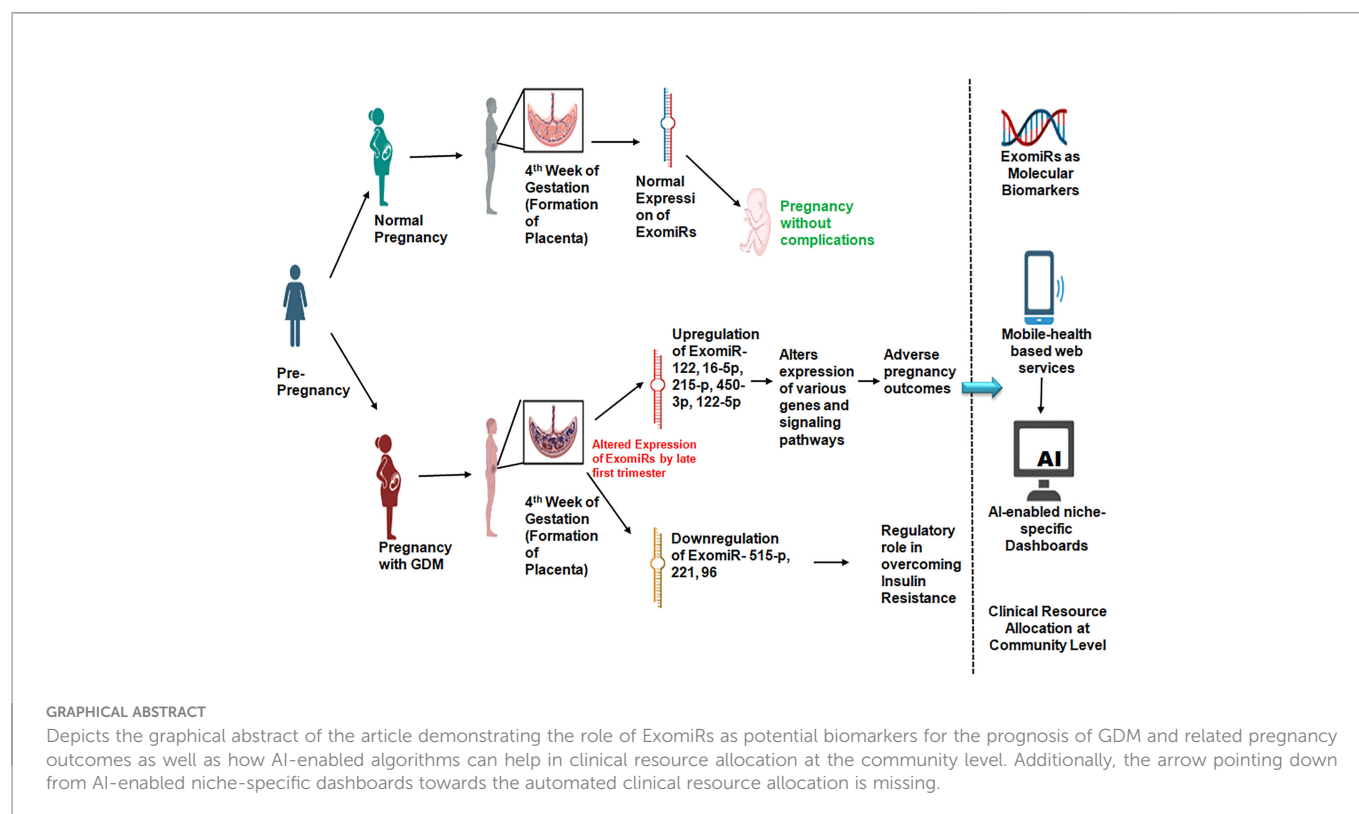 Normal
Pregnancy
4th Week of
Gestation
(Formation
of
Placenta)
Normal
Expressi
on of
ExomiRs
Pregnancy
without
complications
Pre-
Pregnancy
Pregnancy
with GDM
4th Week of
Gestation
(Formation
of
Placenta)
Altered Expression
of ExomiRs by late
first trimester
Upregulation
of ExomiR-
122, 16-5p,
215-p, 450-
3p, 122-5p
Alters
expression
of various
genes and
signaling
pathways
Adverse
pregnancy
outcomes
Downregulation
of ExomiR- 515-p,
221, 96
Regulatory
role in
overcoming
Insulin
Resistance
ExomiRs as
Molecular
Biomarkers
Mobile-health
based web
services
AI
AI-enabled niche-
specific
Dashboards
Clinical Resource
Allocation at
Community Level
GRAPHICAL ABSTRACT
Depicts the graphical abstract of the article demonstrating the role of ExomiRs as potential biomarkers for the prognosis of GDM and related pregnancy
outcomes as well as how AI-enabled algorithms can help in clinical resource allocation at the community level. Additionally, the arrow pointing down
from AI-enabled niche-specific dashboards towards the automated clinical resource allocation is missing.